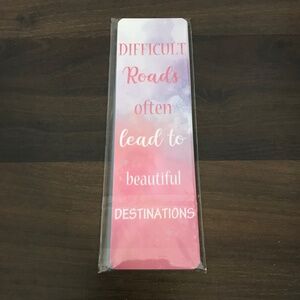 DIFFICULT
Roads
often
lead to
beautiful
DESTINATIONS